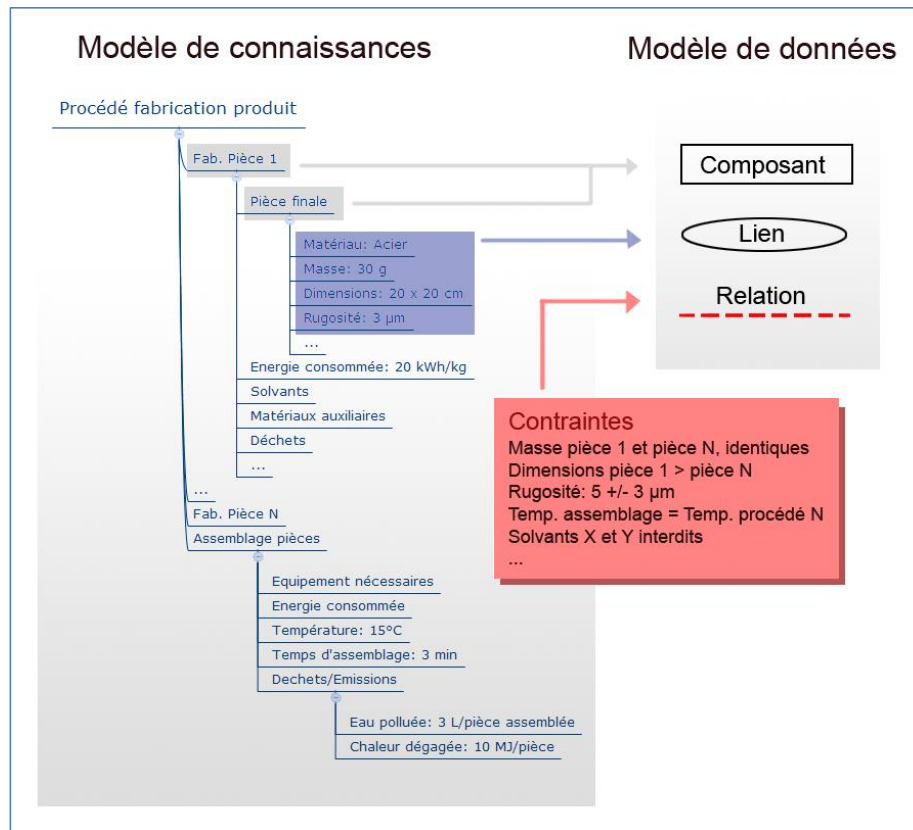 Modèle de connaissances
Modèle de données
Procédé fabrication produit
Fab. Pièce 1
Pièce finale
Matériau: Acier
Masse: 30 g
Dimensions: 20 x 20 cm
Rugosité: 3 µm
...
Energie consommée: 20 kWh/kg
Solvants
Matériaux auxiliaires
Déchets
...
...
Fab. Pièce N
Assemblage pièces
Equipement nécessaires
Energie consommée
Température: 15ºC
Temps d'assemblage: 3 min
Dechets/Emissions
Eau polluée: 3 L/pièce assemblée
Chaleur dégagée: 10 MJ/pièce
Composant
Lien
Relation
Contraintes
Masse pièce 1 et pièce N, identiques
Dimensions pièce 1 > pièce N
Rugosité: 5 +/- 3 µm
Temp. assemblage = Temp. procédé N
Solvants X et Y interdits
...